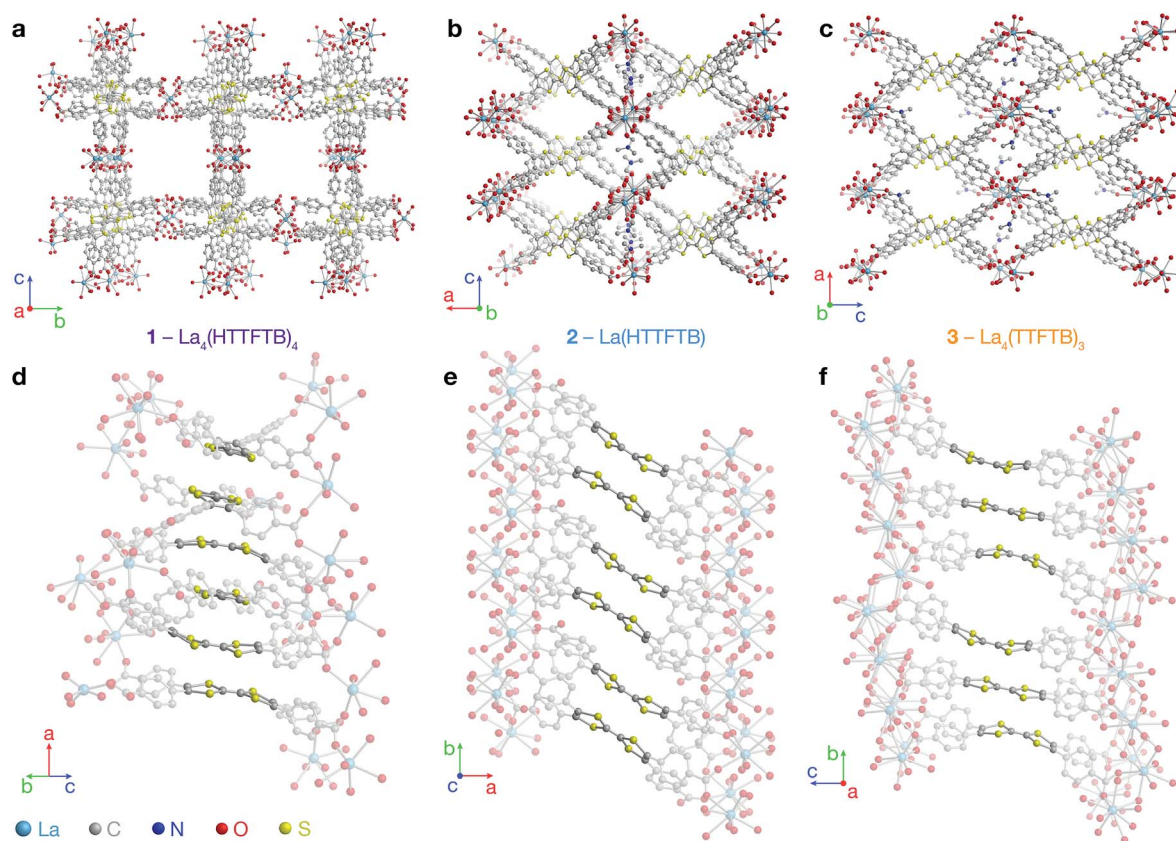 a
b
c
c
a
b
c
a
b
a
b
c
1 – La₄(HTTFTB)₄
2 – La(HTTFTB)
3 – La₄(TTFTB)₃
d
e
f
a
b
c
b
c
a
b
c
a
La C N O S